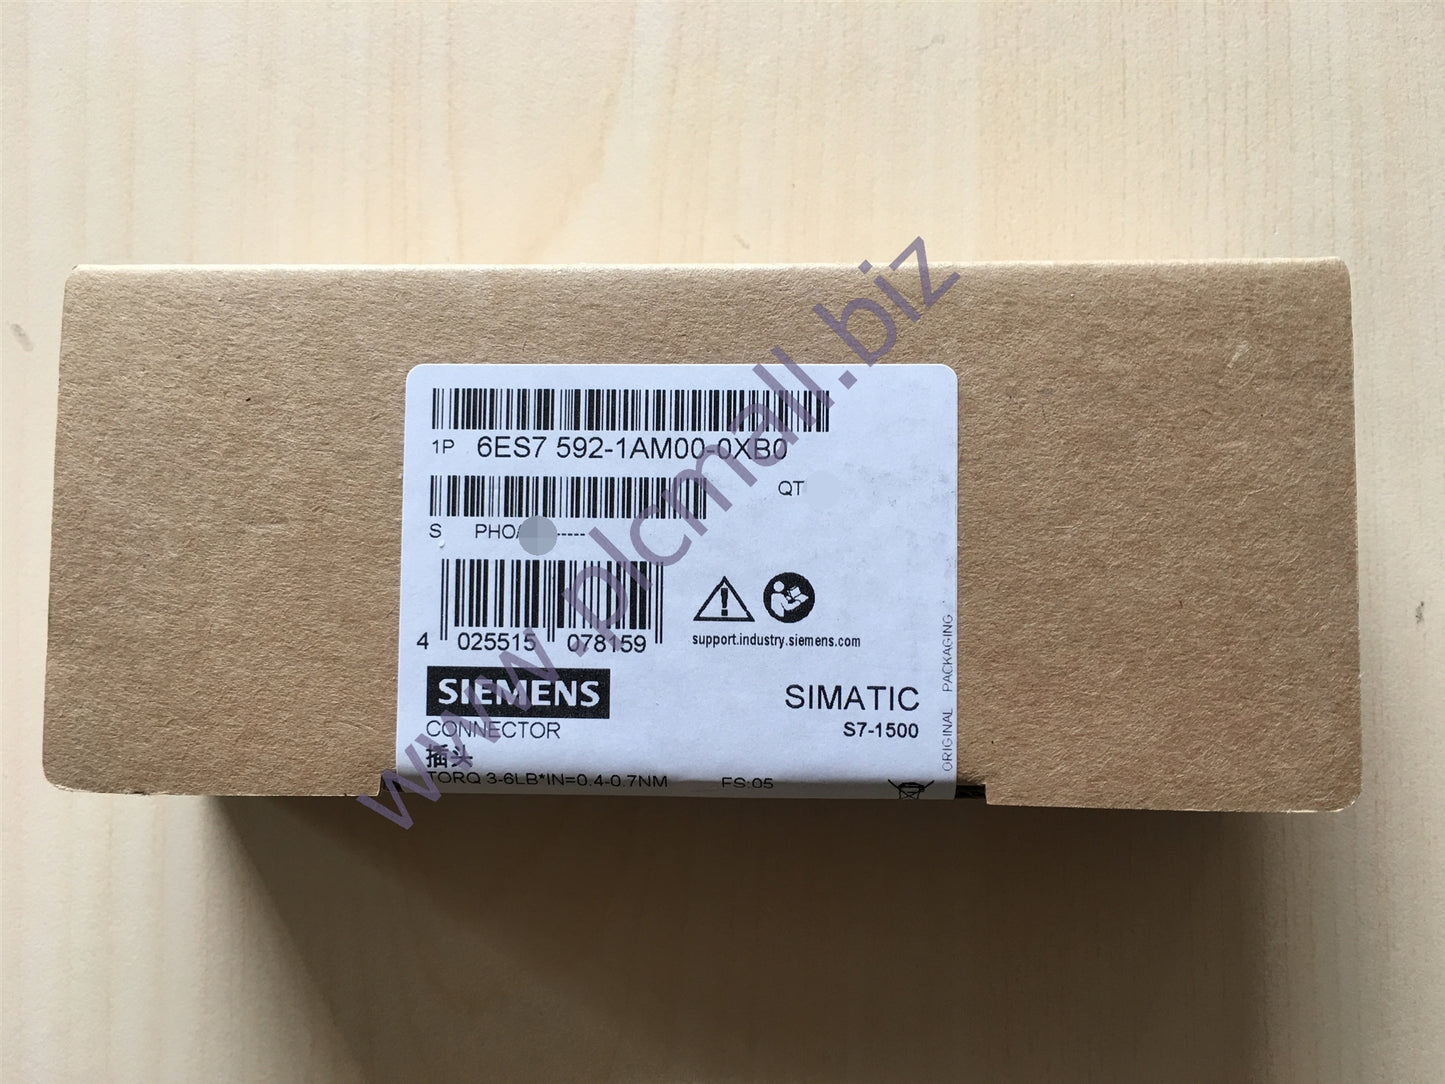 1P 6ES7 592-1AM00-0XB0
QT
S PHO
4 025515 078159
support.industry.siemens.com
SIEMENS
SIMATIC
CONNECTOR
S7-1500
插头
TORQ 3-6LB*IN=0.4-0.7NM FS:05
ORIGINAL PACKAGING
www.plcmall.biz